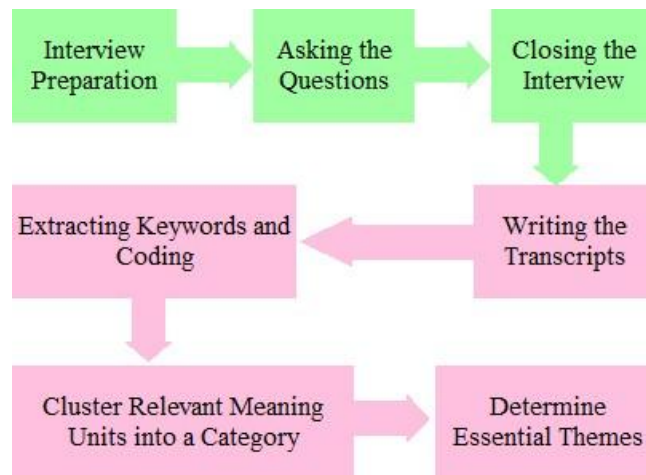 Interview
Preparation
Asking the
Questions
Closing the
Interview
Writing the
Transcripts
Extracting Keywords and
Coding
Cluster Relevant Meaning
Units into a Category
Determine
Essential Themes